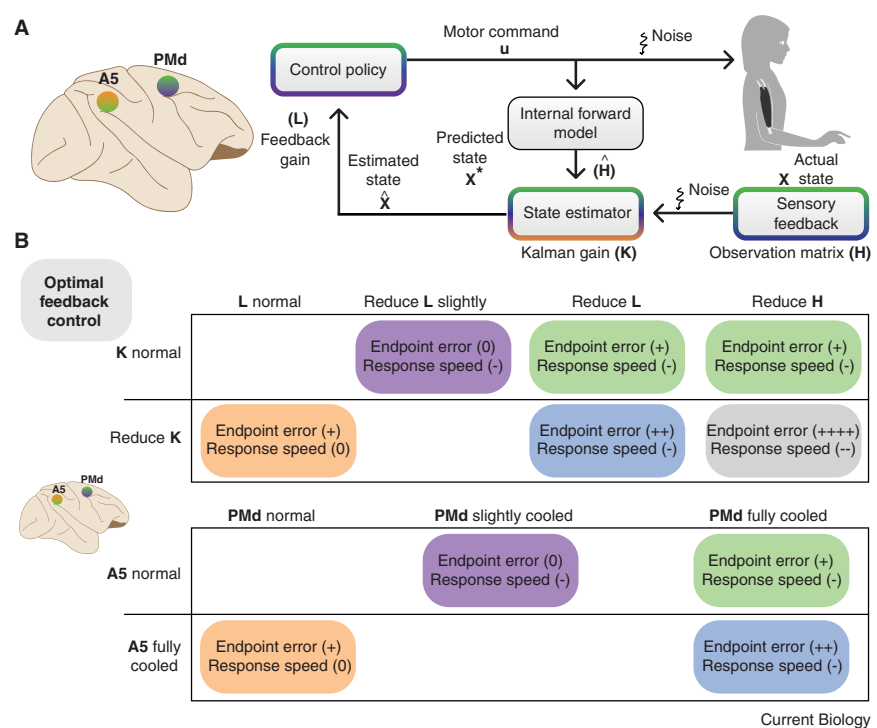 A
PMd
A5
Motor command
u
Noise
Control policy
(L)
Feedback
gain
Internal forward
model
Predicted
state
X*
Estimated
state
X̂
(Ĥ)
Actual
X state
Noise
State estimator
Sensory
feedback
Kalman gain (K)
Observation matrix (H)
B
Optimal
feedback
control
L normal
Reduce L slightly
Reduce L
Reduce H
K normal
Endpoint error (0)
Response speed (-)
Endpoint error (+)
Response speed (-)
Endpoint error (+)
Response speed (-)
Reduce K
Endpoint error (+)
Response speed (0)
Endpoint error (++)
Response speed (-)
Endpoint error (++++)
Response speed (--)
PMd
A5
PMd normal
PMd slightly cooled
PMd fully cooled
A5 normal
Endpoint error (0)
Response speed (-)
Endpoint error (+)
Response speed (-)
A5 fully
cooled
Endpoint error (+)
Response speed (0)
Endpoint error (++)
Response speed (-)
Current Biology